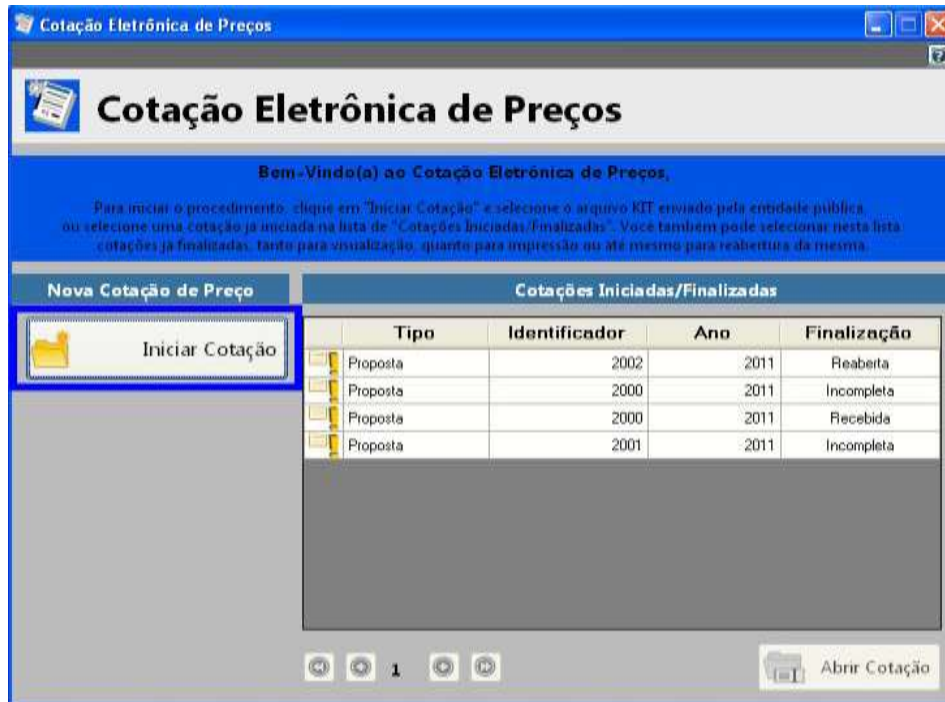 Cotação Eletrônica de Preços
Cotação Eletrônica de Preços
Bem-Vindo(a) ao Cotação Eletrônica de Preços,
Para iniciar o procedimento, clique em "Iniciar Cotação" e selecione o arquivo KIT enviado pela entidade pública,
ou selecione uma cotação ja iniciada na lista de "Cotações Iniciadas/Finalizadas". Você tambem pode selecionar nesta lista
cotações ja finalizadas, tanto para visualização, quanto para impressão ou até mesmo para reabertura da mesma.
Nova Cotação de Preço
Cotações Iniciadas/Finalizadas
Iniciar Cotação
Tipo Identificador Ano Finalização
Proposta 2002 2011 Reaberta
Proposta 2000 2011 Incompleta
Proposta 2000 2011 Recebida
Proposta 2001 2011 Incompleta
1
Abrir Cotação